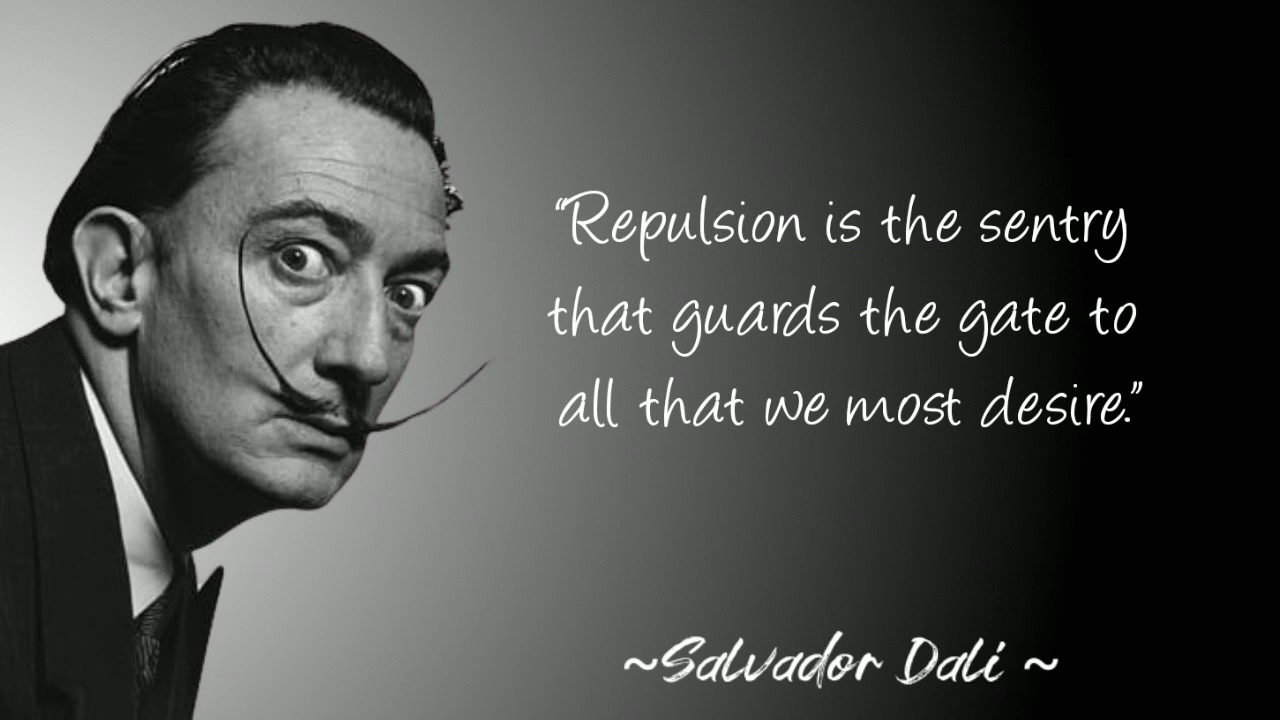 “Repulsion is the sentry
that guards the gate to
all that we most desire.”
~Salvador Dali ~